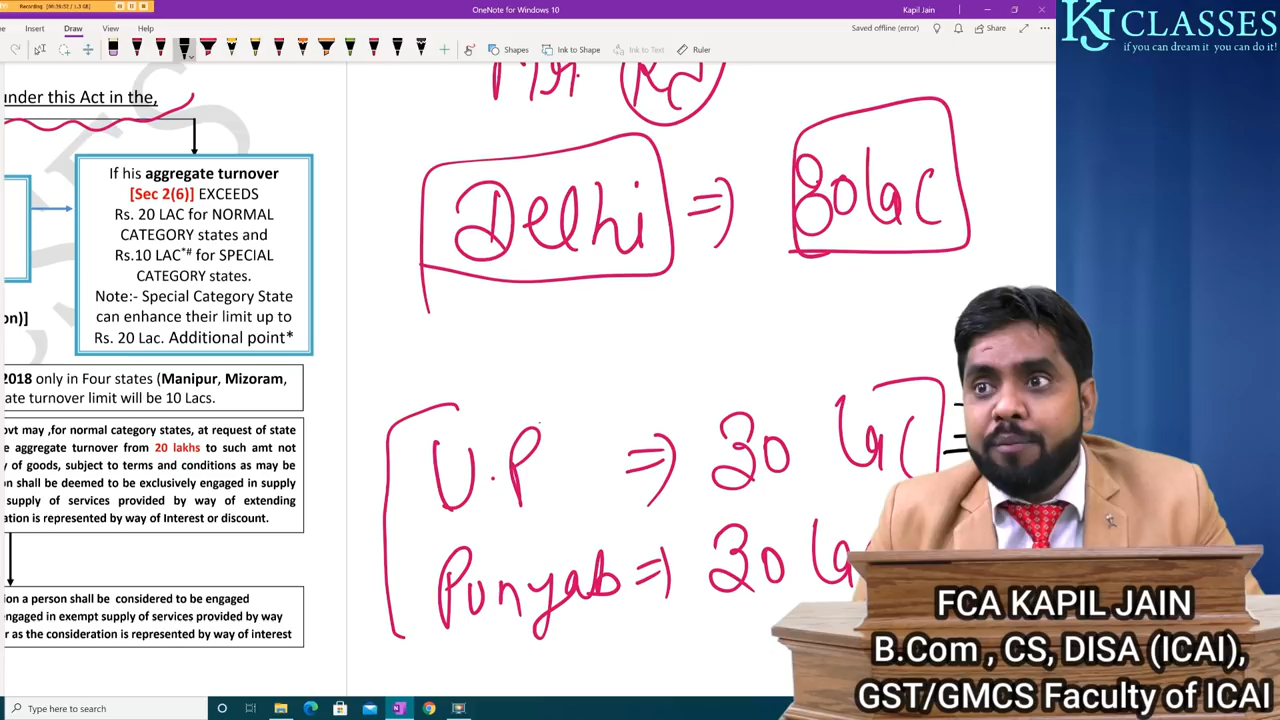 Recording [00:39:52 / 1.3 GB]
OneNote for Windows 10
Kapil Jain
Insert
Draw
View
Help
Saved offline (error)
Share
Shapes
Ink to Shape
Ink to Text
Ruler
KJ CLASSES
if you can dream it you can do it!
under this Act in the,
If his aggregate turnover
[Sec 2(6)] EXCEEDS
Rs. 20 LAC for NORMAL
CATEGORY states and
Rs.10 LAC*# for SPECIAL
CATEGORY states.
Note:- Special Category State
can enhance their limit up to
Rs. 20 Lac. Additional point*
on)]
2018 only in Four states (Manipur, Mizoram,
ate turnover limit will be 10 Lacs.
ovt may ,for normal category states, at request of state
e aggregate turnover from 20 lakhs to such amt not
y of goods, subject to terms and conditions as may be
n shall be deemed to be exclusively engaged in supply
supply of services provided by way of extending
ation is represented by way of Interest or discount.
ion a person shall be considered to be engaged
engaged in exempt supply of services provided by way
r as the consideration is represented by way of interest
Delhi => 30 lac
U.P => 30 lac =
Punjab => 30 la
FCA KAPIL JAIN
B.Com , CS, DISA (ICAI),
GST/GMCS Faculty of ICAI
Type here to search